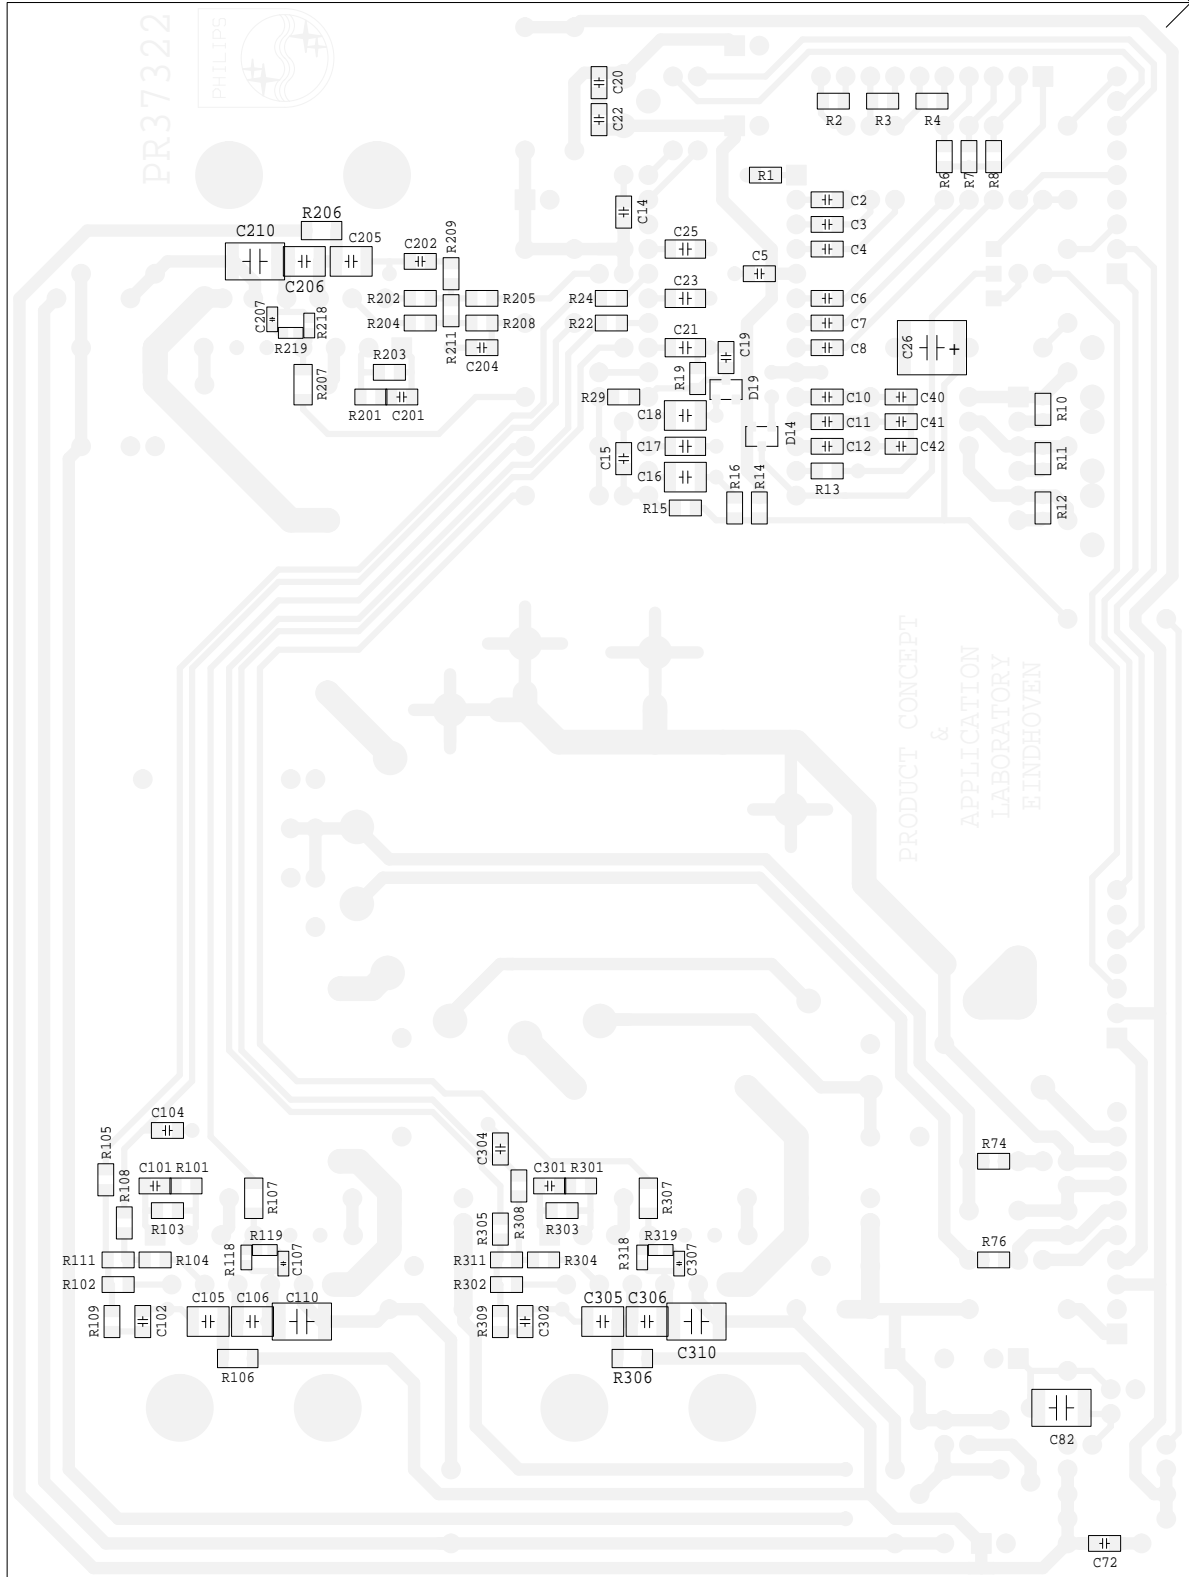 PR37322
PHILIPS
C20
C22
R2
R3
R4
R6
R7
R8
R1
C14
C2
C3
C4
C25
C5
C23
C6
C7
C8
C26
C21
C19
R19
D19
R24
R22
R29
C18
C17
C15
C16
R15
D14
R16
R14
C10
C11
C12
R13
C40
C41
C42
R10
R11
R12
R206
C210
C205
C206
C202
R209
R202
R204
R211
R205
R208
C204
C207
R218
R219
R207
R203
R201
C201
PRODUCT CONCEPT
&
APPLICATION
LABORATORY
EINDHOVEN
C104
R105
R108
C101
R101
R103
R107
R111
R104
R102
R118
R119
C107
R109
C102
C105
C106
C110
R106
C304
C301
R301
R308
R305
R303
R307
R311
R304
R302
R318
R319
C307
R309
C302
C305
C306
C310
R306
R74
R76
C82
C72